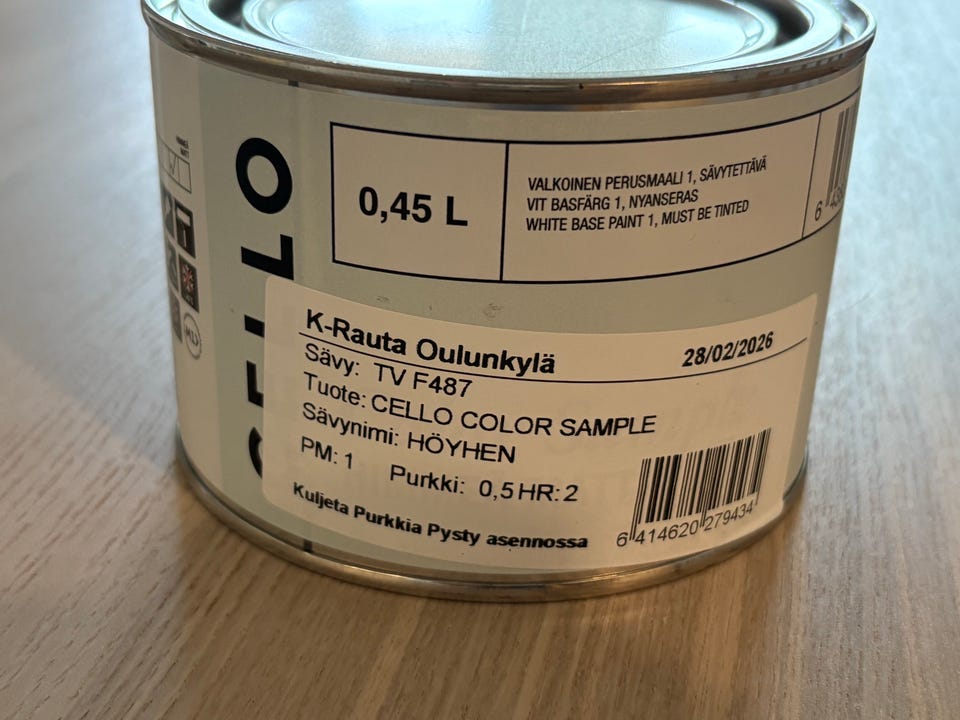 CELLO
0,45 L
VALKOINEN PERUSMAALI 1, SÄVYTETTÄVÄ
VIT BASFÄRG 1, NYANSERAS
WHITE BASE PAINT 1, MUST BE TINTED
K-Rauta Oulunkylä 28/02/2026
Sävy: TV F487
Tuote: CELLO COLOR SAMPLE
Sävynimi: HÖYHEN
PM: 1 Purkki: 0,5 HR: 2
Kuljeta Purkkia Pysty asennossa
6 414620 279434